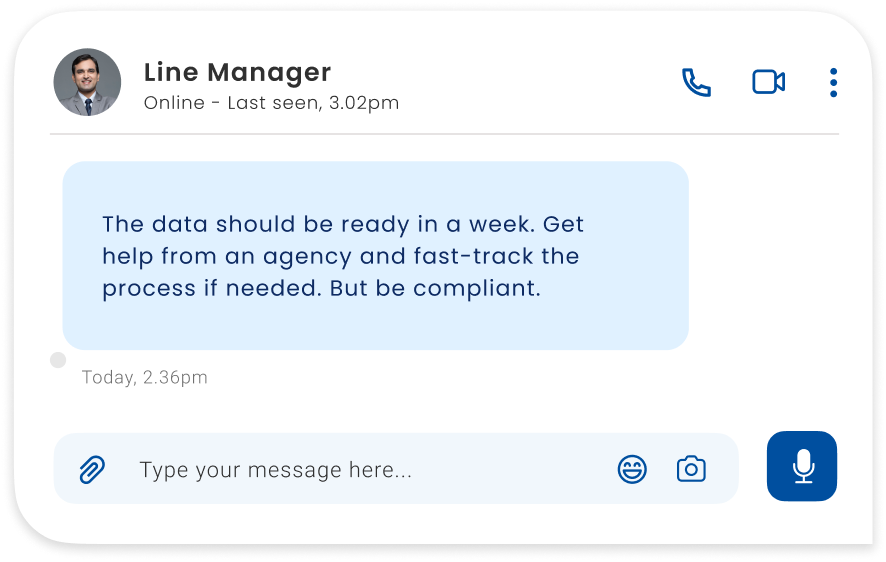 Line Manager
Online - Last seen, 3.02pm
The data should be ready in a week. Get
help from an agency and fast-track the
process if needed. But be compliant.
Today, 2.36pm
Type your message here...